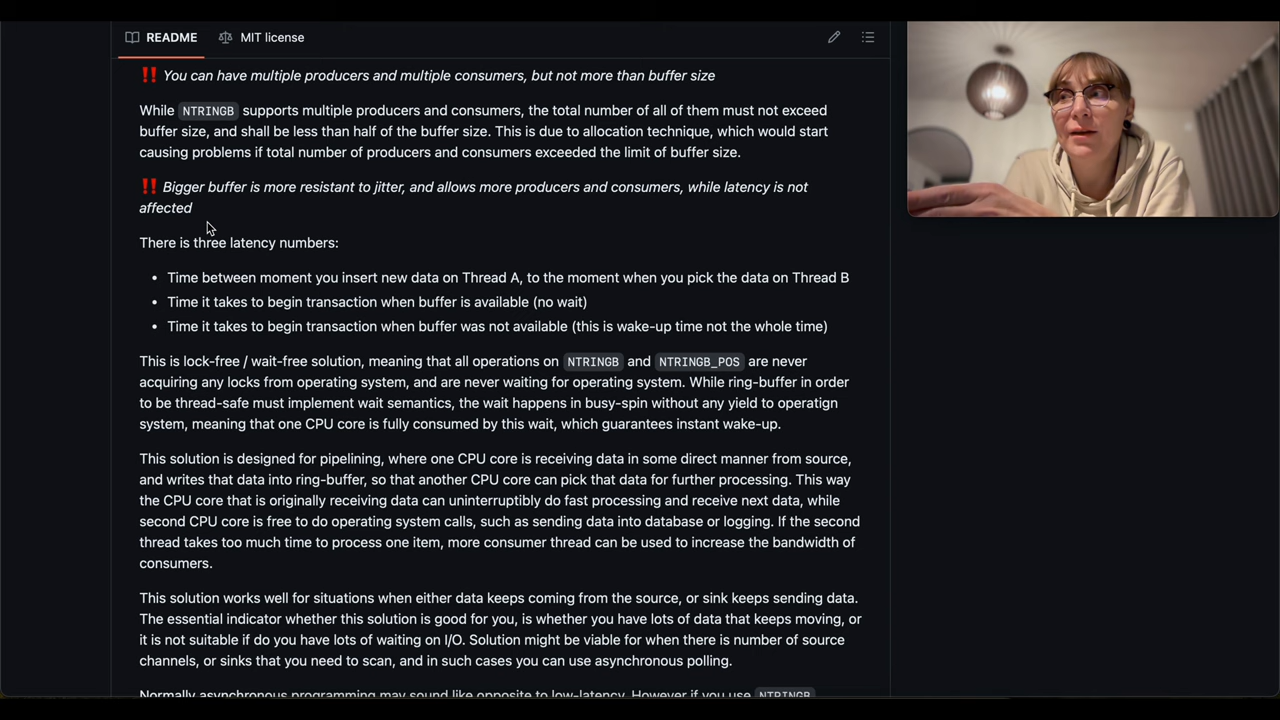 README MIT license
‼ You can have multiple producers and multiple consumers, but not more than buffer size
While NTRINGB supports multiple producers and consumers, the total number of all of them must not exceed
buffer size, and shall be less than half of the buffer size. This is due to allocation technique, which would start
causing problems if total number of producers and consumers exceeded the limit of buffer size.
‼ Bigger buffer is more resistant to jitter, and allows more producers and consumers, while latency is not
affected
There is three latency numbers:
• Time between moment you insert new data on Thread A, to the moment when you pick the data on Thread B
• Time it takes to begin transaction when buffer is available (no wait)
• Time it takes to begin transaction when buffer was not available (this is wake-up time not the whole time)
This is lock-free / wait-free solution, meaning that all operations on NTRINGB and NTRINGB_POS are never
acquiring any locks from operating system, and are never waiting for operating system. While ring-buffer in order
to be thread-safe must implement wait semantics, the wait happens in busy-spin without any yield to operatign
system, meaning that one CPU core is fully consumed by this wait, which guarantees instant wake-up.
This solution is designed for pipelining, where one CPU core is receiving data in some direct manner from source,
and writes that data into ring-buffer, so that another CPU core can pick that data for further processing. This way
the CPU core that is originally receiving data can uninterruptibly do fast processing and receive next data, while
second CPU core is free to do operating system calls, such as sending data into database or logging. If the second
thread takes too much time to process one item, more consumer thread can be used to increase the bandwidth of
consumers.
This solution works well for situations when either data keeps coming from the source, or sink keeps sending data.
The essential indicator whether this solution is good for you, is whether you have lots of data that keeps moving, or
it is not suitable if do you have lots of waiting on I/O. Solution might be viable for when there is number of source
channels, or sinks that you need to scan, and in such cases you can use asynchronous polling.
Normally asynchronous programming may sound like opposite to low-latency. However if you use NTRINGB